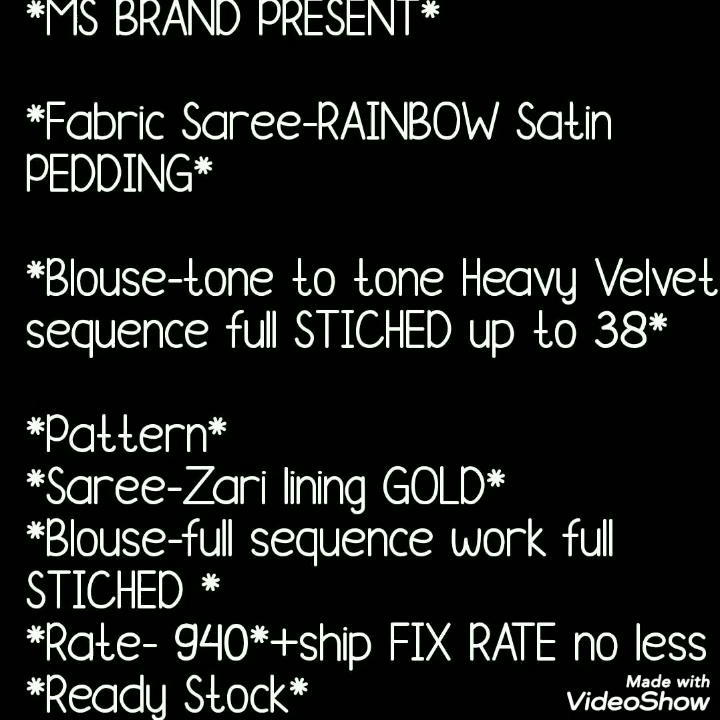 *MS BRAND PRESENT*
*Fabric Saree-RAINBOW Satin
PEDDING*
*Blouse-tone to tone Heavy Velvet
sequence full STICHED up to 38*
*Pattern*
*Saree-Zari lining GOLD*
*Blouse-full sequence work full
STICHED *
*Rate- 940*+ship FIX RATE no less
*Ready Stock*
Made with
VideoShow